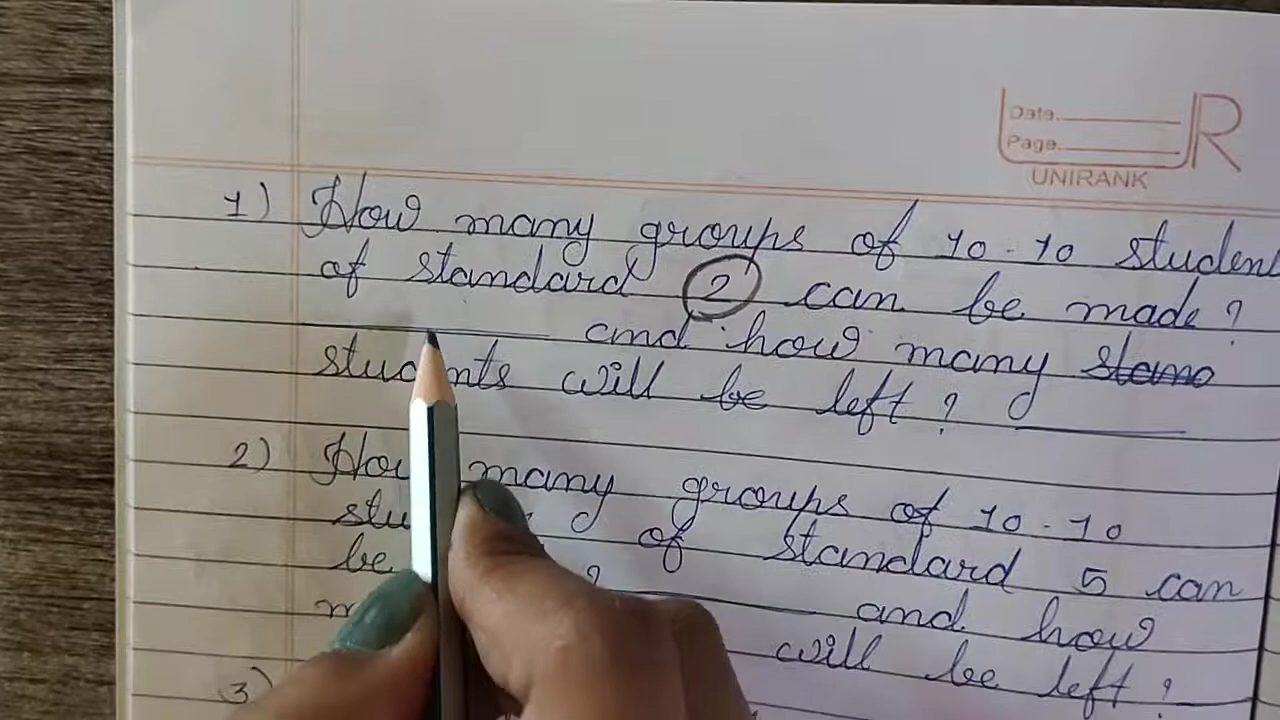 Date
Page
R
UNIRANK
1) How many groups of 10-10 student
of standard 2 can be made?
and how many
students will be left?
2) How many groups of 10-10
of standard 5 can
be ? and how
will be left?
3)